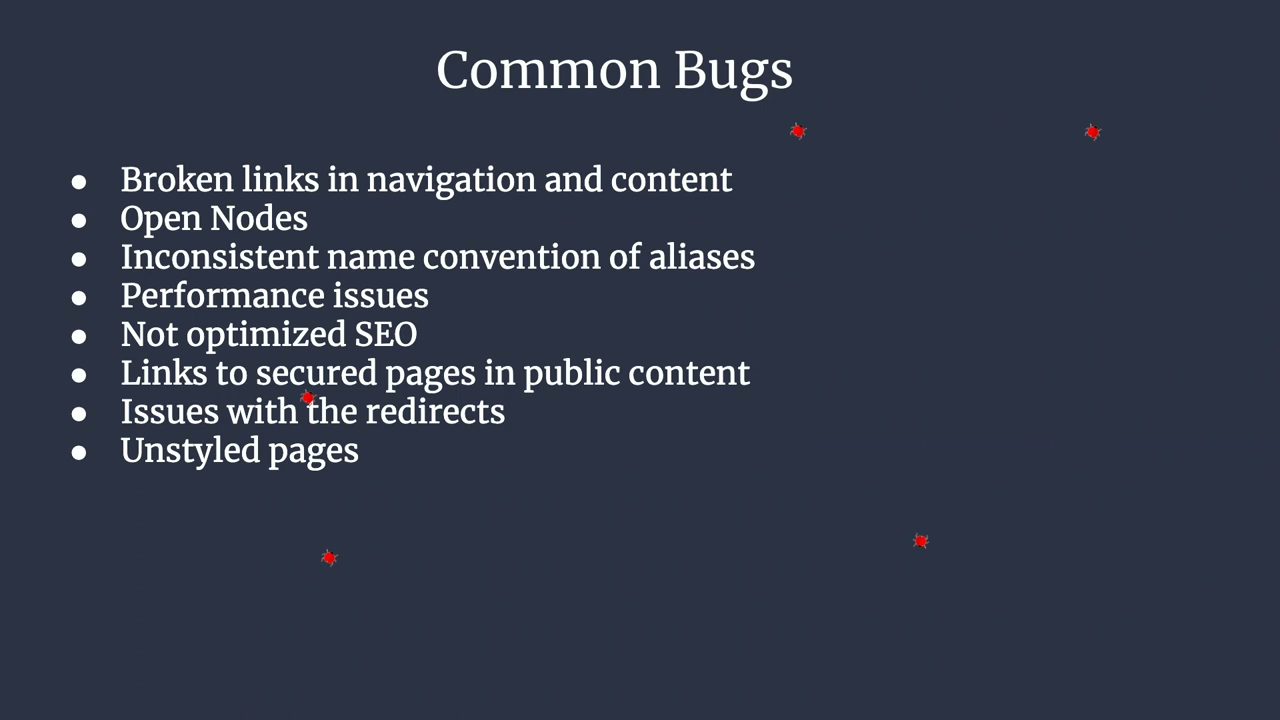 Common Bugs
● Broken links in navigation and content
● Open Nodes
● Inconsistent name convention of aliases
● Performance issues
● Not optimized SEO
● Links to secured pages in public content
● Issues with the redirects
● Unstyled pages